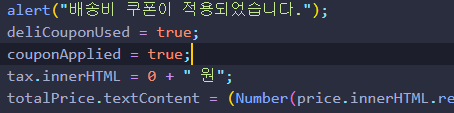 alert("배송비 쿠폰이 적용되었습니다.");
deliCouponUsed = true;
couponApplied = true;
tax.innerHTML = 0 + " 원";
totalPrice.textContent = (Number(price.innerHTML.re